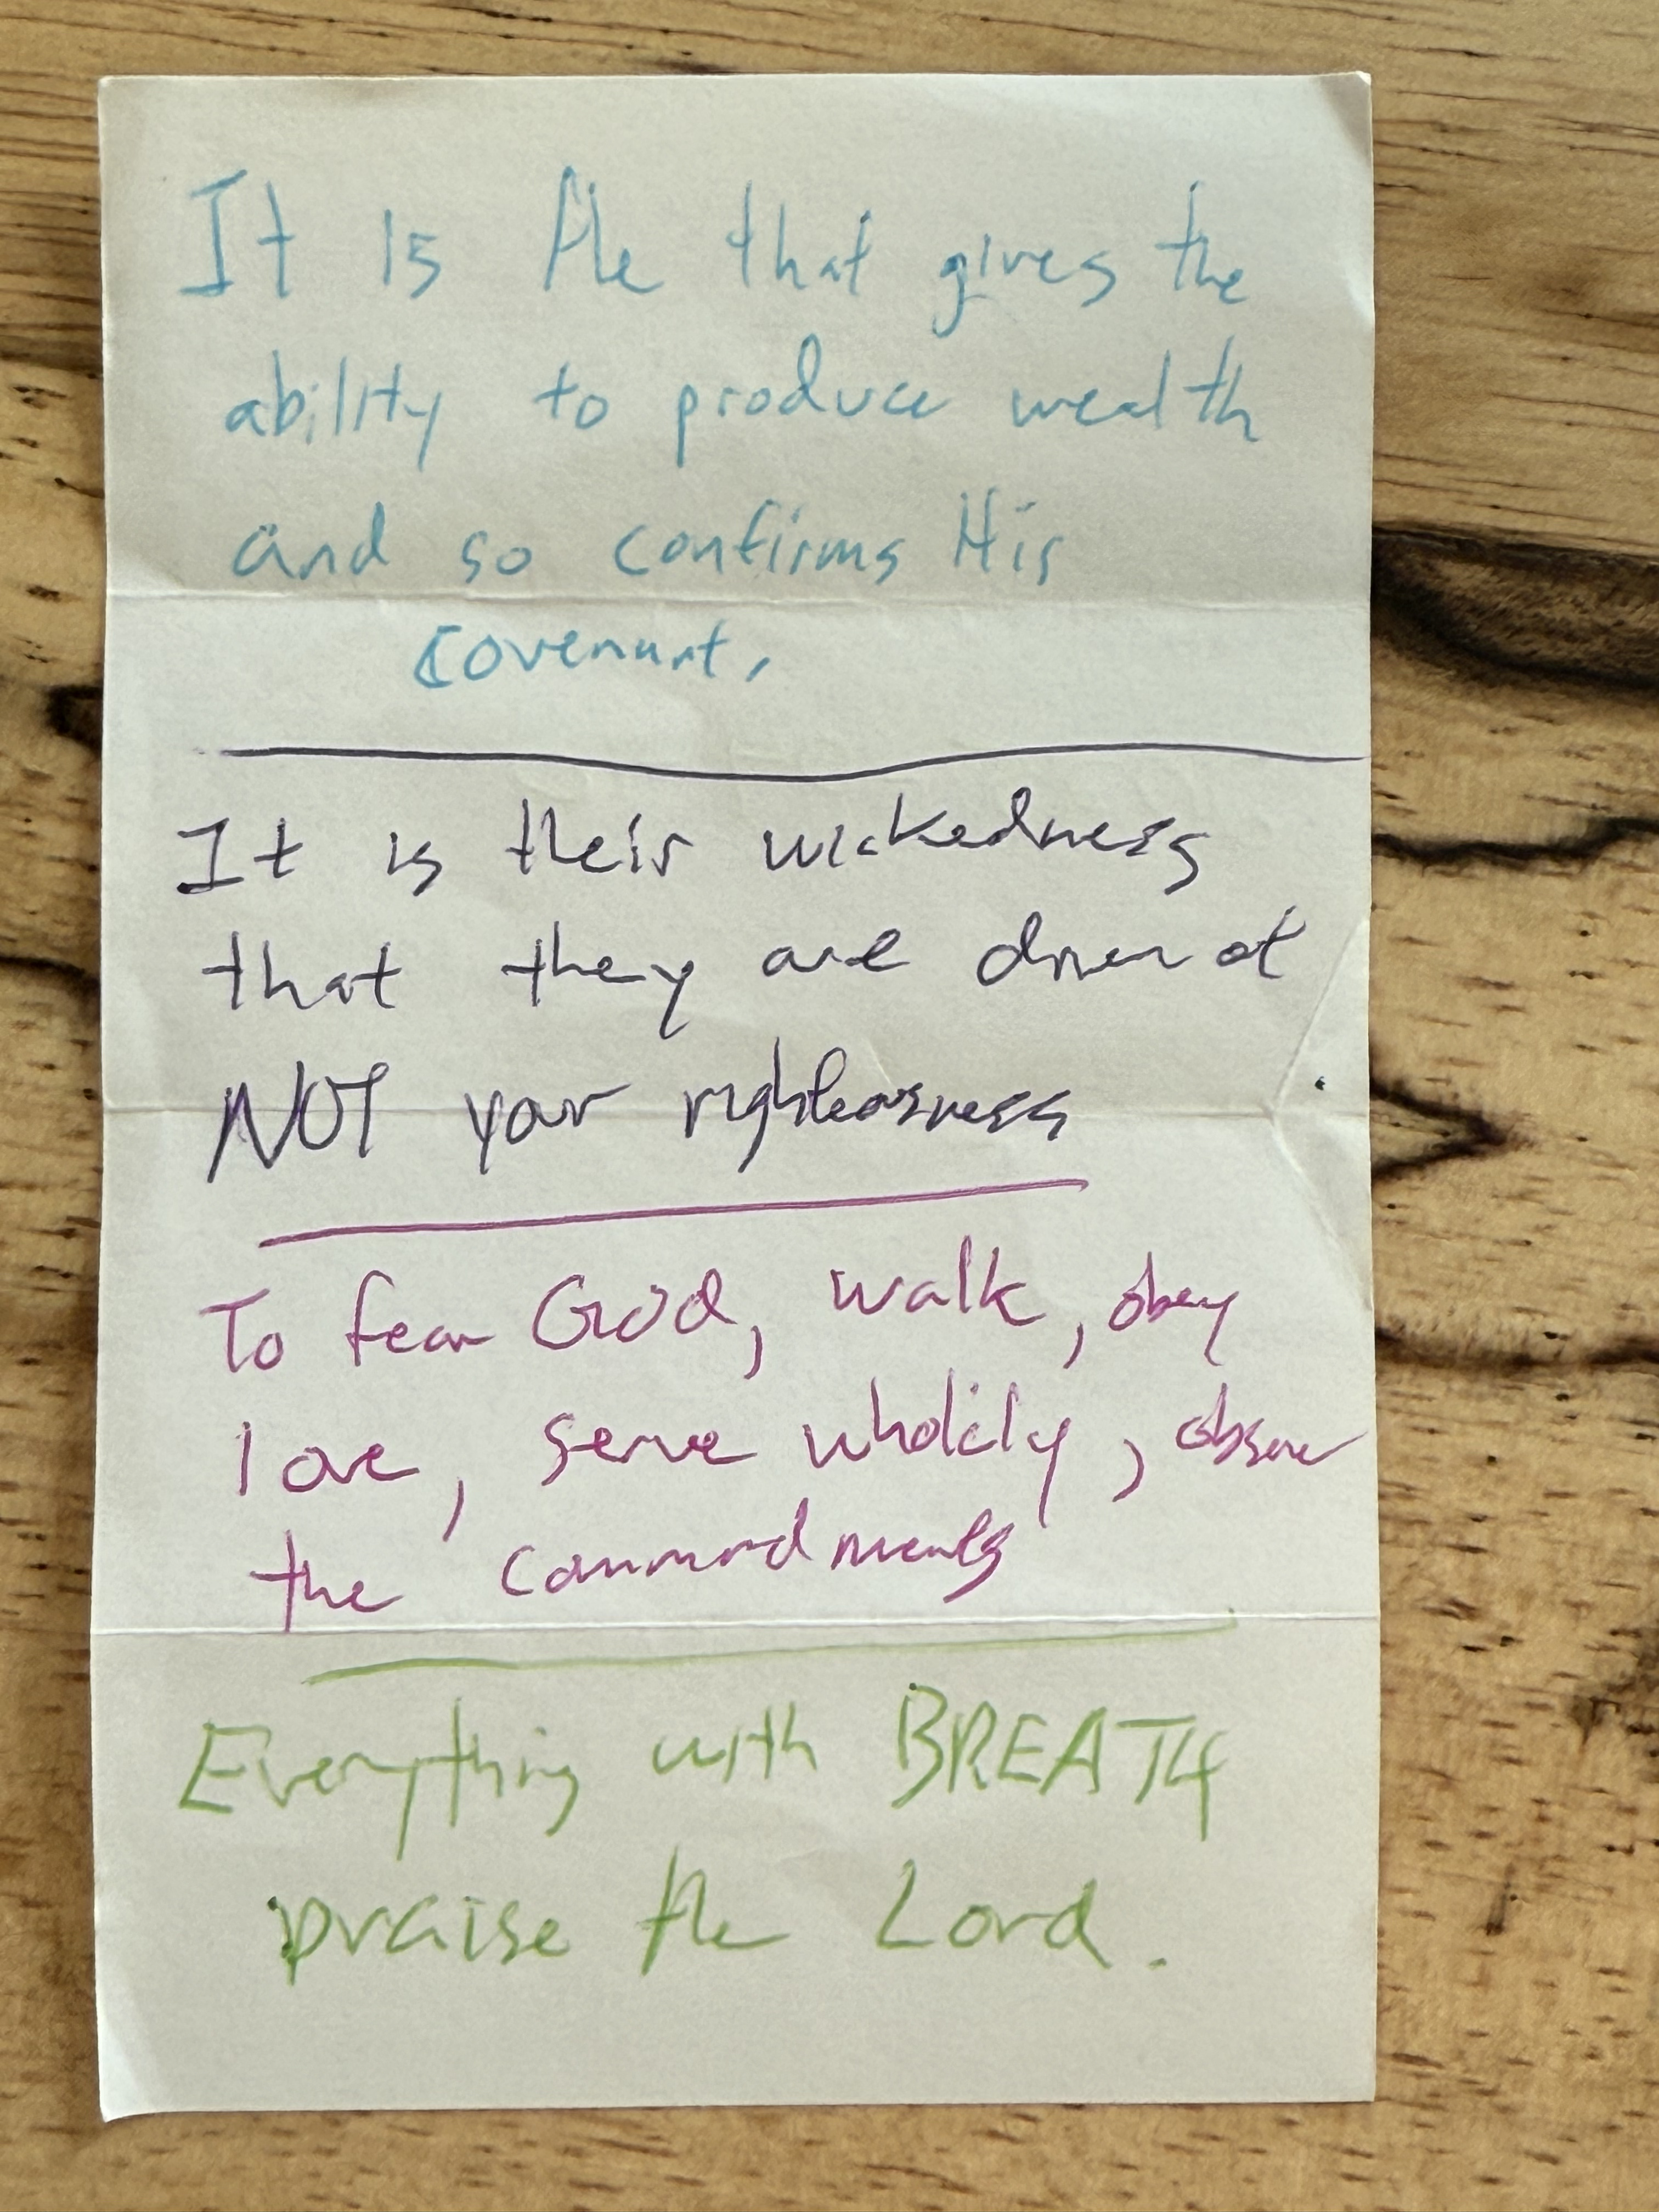 It is He that gives the
ability to produce wealth
and so confirms His
Covenant.
It is their wickedness
that they are driven out
NOT your righteousness
To fear God, walk, obey
love, serve wholely, observe
the commandments
Everything with BREATH
praise the Lord.